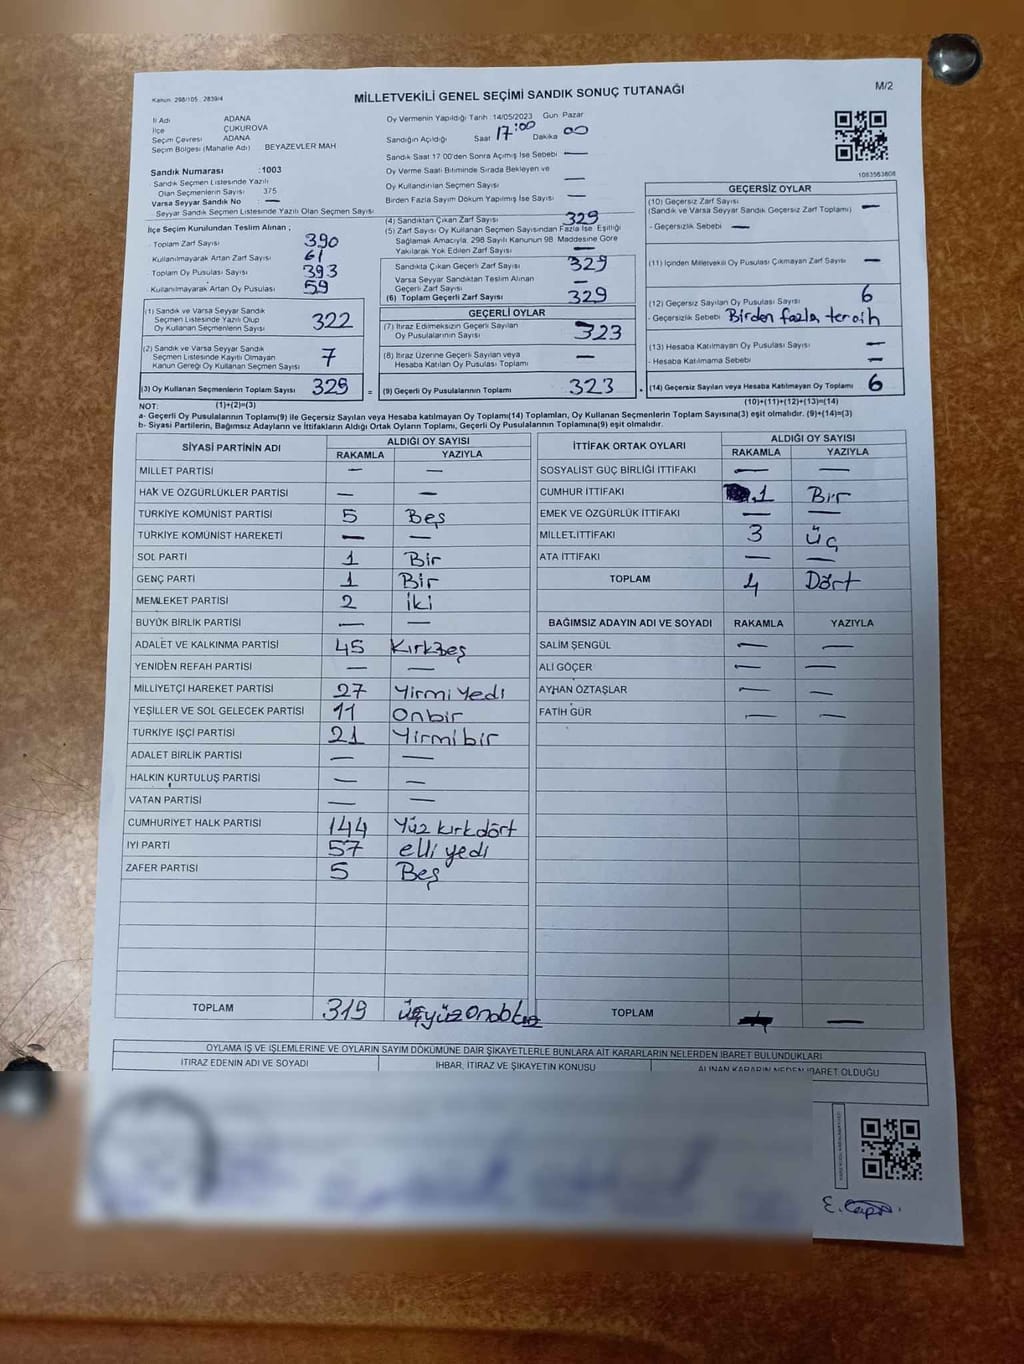 Kanun: 298/105 , 2839/4
MİLLETVEKİLİ GENEL SEÇİMİ SANDIK SONUÇ TUTANAĞI
M/2
İl Adı ADANA
İlçe ÇUKUROVA
Seçim Çevresi ADANA
Seçim Bölgesi (Mahalle Adı) BEYAZEVLER MAH
Oy Vermenin Yapıldığı Tarih 14/05/2023 Gün Pazar
Sandığın Açıldığı Saat 17:00 Dakika 00
Sandık Saat 17.00'den Sonra Açılmış İse Sebebi —
Oy Verme Saati Bitiminde Sırada Bekleyen ve
Oy Kullandırılan Seçmen Sayısı —
Birden Fazla Sayım Döküm Yapılmış İse Sayısı —
1083563808
Sandık Numarası :1003
Sandık Seçmen Listesinde Yazılı
Olan Seçmenlerin Sayısı 375
Varsa Seyyar Sandık No —
Seyyar Sandık Seçmen Listesinde Yazılı Olan Seçmen Sayısı
İlçe Seçim Kurulundan Teslim Alınan ;
- Toplam Zarf Sayısı 390
- Kullanılmayarak Artan Zarf Sayısı 61
- Toplam Oy Pusulası Sayısı 393
- Kullanılmayarak Artan Oy Pusulası 59
(1) Sandık ve Varsa Seyyar Sandık
Seçmen Listesinde Yazılı Olup
Oy Kullanan Seçmenlerin Sayısı 322
(2) Sandık ve Varsa Seyyar Sandık
Seçmen Listesinde Kayıtlı Olmayan
Kanun Gereği Oy Kullanan Seçmen Sayısı 7
(3) Oy Kullanan Seçmenlerin Toplam Sayısı 329 =
(4) Sandıktan Çıkan Zarf Sayısı 329
(5) Zarf Sayısı Oy Kullanan Seçmen Sayısından Fazla İse Eşitliği
Sağlamak Amacıyla, 298 Sayılı Kanunun 98. Maddesine Göre
Yakılarak Yok Edilen Zarf Sayısı —
Sandıkta Çıkan Geçerli Zarf Sayısı 329
Varsa Seyyar Sandıktan Teslim Alınan
Geçerli Zarf Sayısı —
(6) Toplam Geçerli Zarf Sayısı 329
GEÇERLİ OYLAR
(7) İtiraz Edilmeksizin Geçerli Sayılan
Oy Pusulalarının Sayısı 323
(8) İtiraz Üzerine Geçerli Sayılan veya
Hesaba Katılan Oy Pusulası Toplamı —
(9) Geçerli Oy Pusulalarının Toplamı 323 +
GEÇERSİZ OYLAR
(10) Geçersiz Zarf Sayısı
(Sandık ve Varsa Seyyar Sandık Geçersiz Zarf Toplamı) —
- Geçersizlik Sebebi —
(11) İçinden Milletvekili Oy Pusulası Çıkmayan Zarf Sayısı —
(12) Geçersiz Sayılan Oy Pusulası Sayısı 6
- Geçersizlik Sebebi Birden fazla tercih
(13) Hesaba Katılmayan Oy Pusulası Sayısı —
- Hesaba Katılmama Sebebi —
(14) Geçersiz Sayılan veya Hesaba Katılmayan Oy Toplamı 6
NOT: (1)+(2)=(3) (10)+(11)+(12)+(13)=(14)
a- Geçerli Oy Pusulalarının Toplamı(9) ile Geçersiz Sayılan veya Hesaba katılmayan Oy Toplamı(14) Toplamları, Oy Kullanan Seçmenlerin Toplam Sayısına(3) eşit olmalıdır. (9)+(14)=(3)
b- Siyasi Partilerin, Bağımsız Adayların ve İttifakların Aldığı Ortak Oyların Toplamı, Geçerli Oy Pusulalarının Toplamına(9) eşit olmalıdır.
SİYASİ PARTİNİN ADI ALDIĞI OY SAYISI
RAKAMLA YAZIYLA
MİLLET PARTİSİ — —
HAK VE ÖZGÜRLÜKLER PARTİSİ — —
TÜRKİYE KOMÜNİST PARTİSİ 5 Beş
TÜRKİYE KOMÜNİST HAREKETİ — —
SOL PARTİ 1 Bir
GENÇ PARTİ 1 Bir
MEMLEKET PARTİSİ 2 iki
BÜYÜK BİRLİK PARTİSİ — —
ADALET VE KALKINMA PARTİSİ 45 Kırkbeş
YENİDEN REFAH PARTİSİ — —
MİLLİYETÇİ HAREKET PARTİSİ 27 Yirmi Yedi
YEŞİLLER VE SOL GELECEK PARTİSİ 11 Onbir
TÜRKİYE İŞÇİ PARTİSİ 21 Yirmibir
ADALET BİRLİK PARTİSİ — —
HALKIN KURTULUŞ PARTİSİ — —
VATAN PARTİSİ — —
CUMHURİYET HALK PARTİSİ 144 Yüz kırkdört
İYİ PARTİ 57 elli yedi
ZAFER PARTİSİ 5 Beş
TOPLAM 319
İTTİFAK ORTAK OYLARI ALDIĞI OY SAYISI
RAKAMLA YAZIYLA
SOSYALİST GÜÇ BİRLİĞİ İTTİFAKI — —
CUMHUR İTTİFAKI 1 Bir
EMEK VE ÖZGÜRLÜK İTTİFAKI — —
MİLLET İTTİFAKI 3 üç
ATA İTTİFAKI — —
TOPLAM 4 Dört
BAĞIMSIZ ADAYIN ADI VE SOYADI RAKAMLA YAZIYLA
SALİM ŞENGÜL — —
ALİ GÖÇER — —
AYHAN ÖZTAŞLAR — —
FATİH GÜR — —
TOPLAM —
OYLAMA İŞ VE İŞLEMLERİNE VE OYLARIN SAYIM DÖKÜMÜNE DAİR ŞİKAYETLERLE BUNLARA AİT KARARLARIN NELERDEN İBARET BULUNDUKLARI
İTİRAZ EDENİN ADI VE SOYADI İHBAR, İTİRAZ VE ŞİKAYETİN KONUSU ALINAN KARARIN NEDEN İBARET OLDUĞU